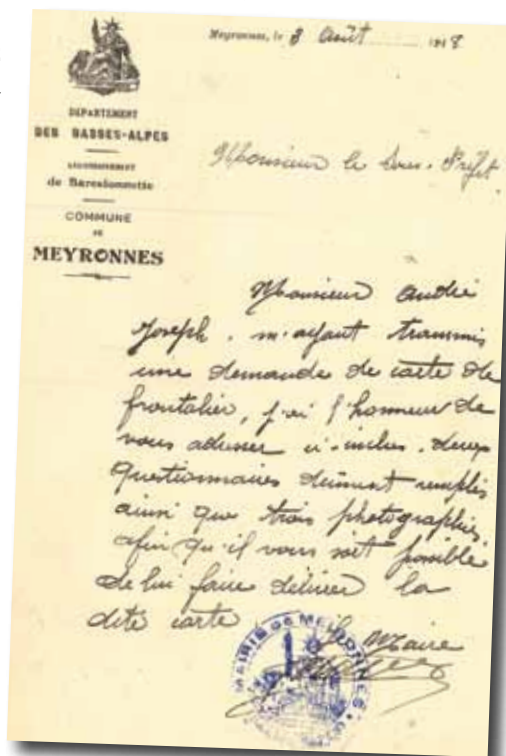 Meyronnes, le 3 Août 1918
DÉPARTEMENT
DES BASSES-ALPES
ARRONDISSEMENT
de Barcelonnette
COMMUNE
DE
MEYRONNES
Monsieur le Sous-Préfet.
Monsieur André
Joseph, m'ayant transmis
une demande de carte de
frontalier, j'ai l'honneur de
vous adresser ci-inclus, deux
questionnaires dûment remplis
ainsi que trois photographies,
afin qu'il vous soit possible
de lui faire délivrer la
dite carte
Le Maire
MAIRIE DE MEYRONNES